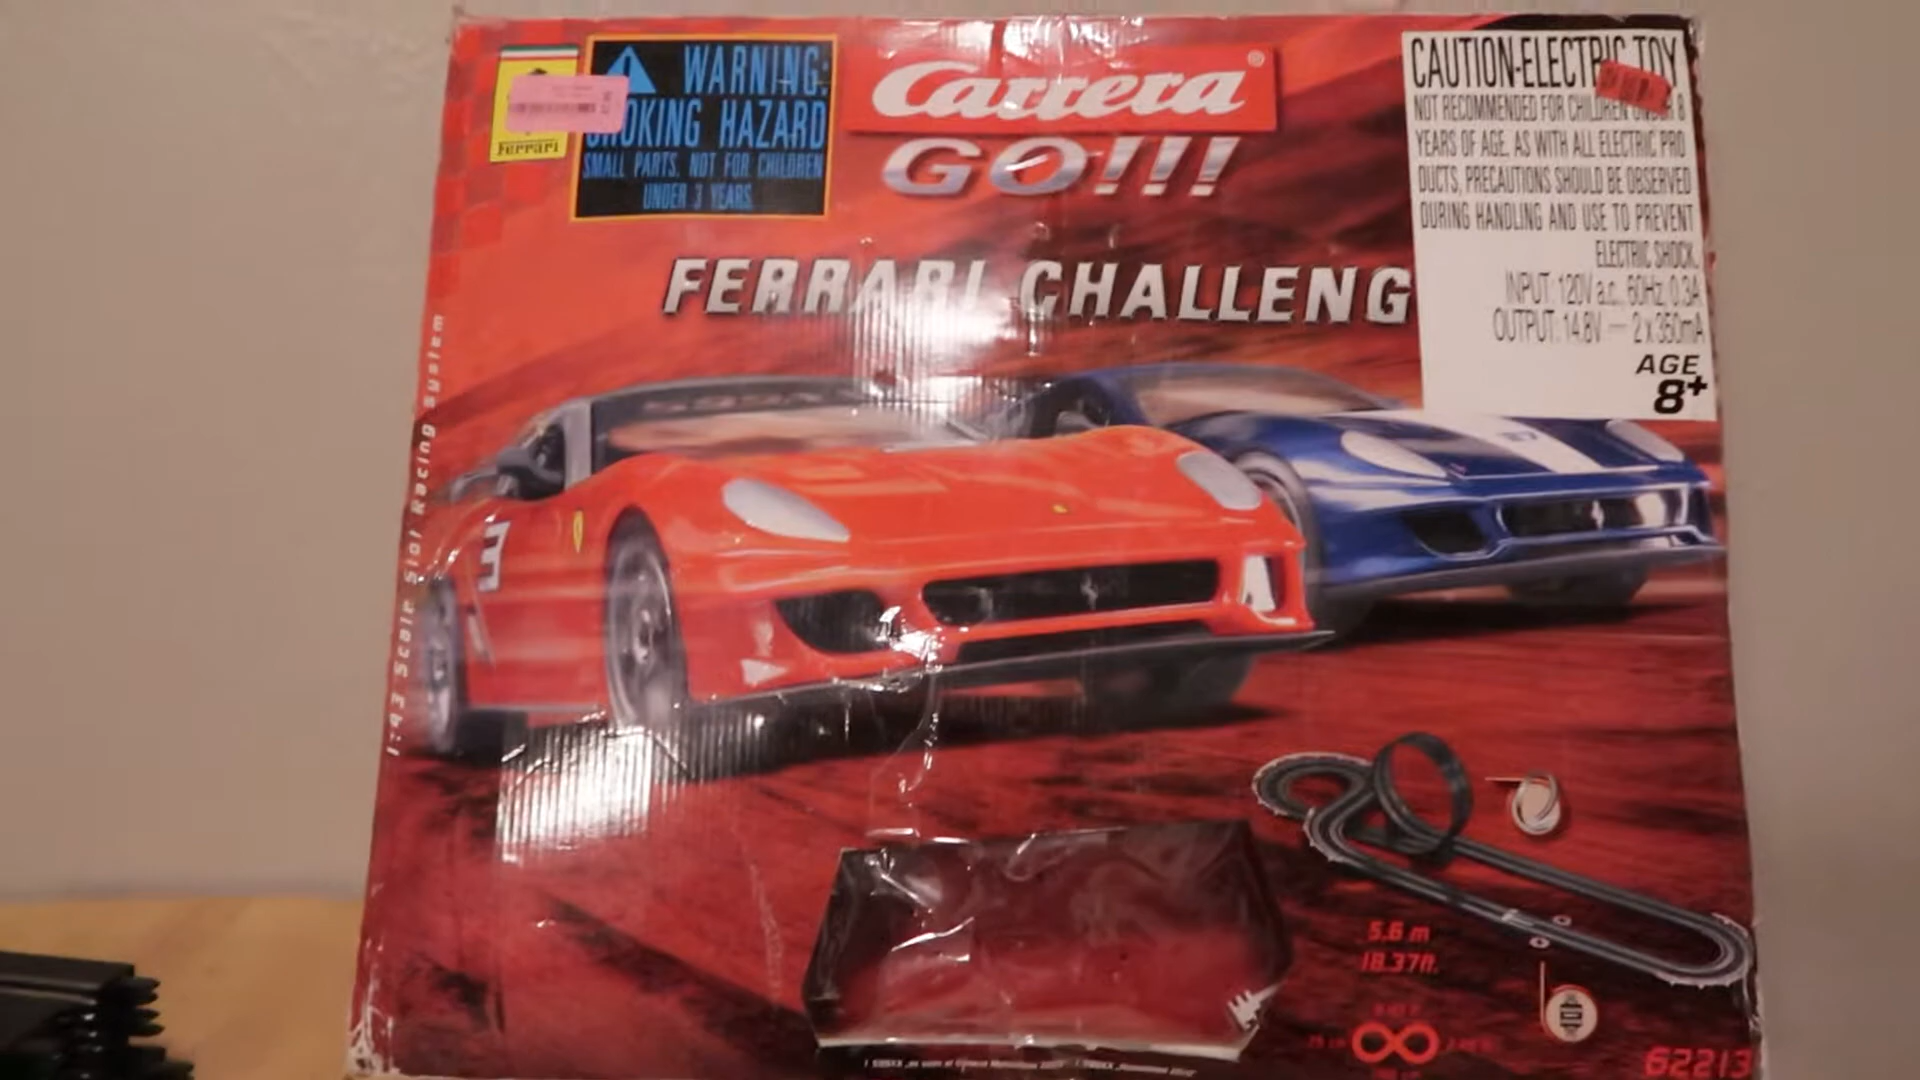 Ferrari
WARNING:
CHOKING HAZARD
SMALL PARTS. NOT FOR CHILDREN
UNDER 3 YEARS.
Carrera®
GO!!!
CAUTION-ELECTRIC TOY
NOT RECOMMENDED FOR CHILDREN UNDER 8
YEARS OF AGE. AS WITH ALL ELECTRIC PRO
DUCTS, PRECAUTIONS SHOULD BE OBSERVED
DURING HANDLING AND USE TO PREVENT
ELECTRIC SHOCK.
INPUT: 120V a.c., 60Hz, 0.3A
OUTPUT: 14.8V 2 x 350mA
AGE
8+
FERRARI CHALLENG
1:43 Scale Slot Racing System
599XX
3
5.6 m
18.37ft.
62213